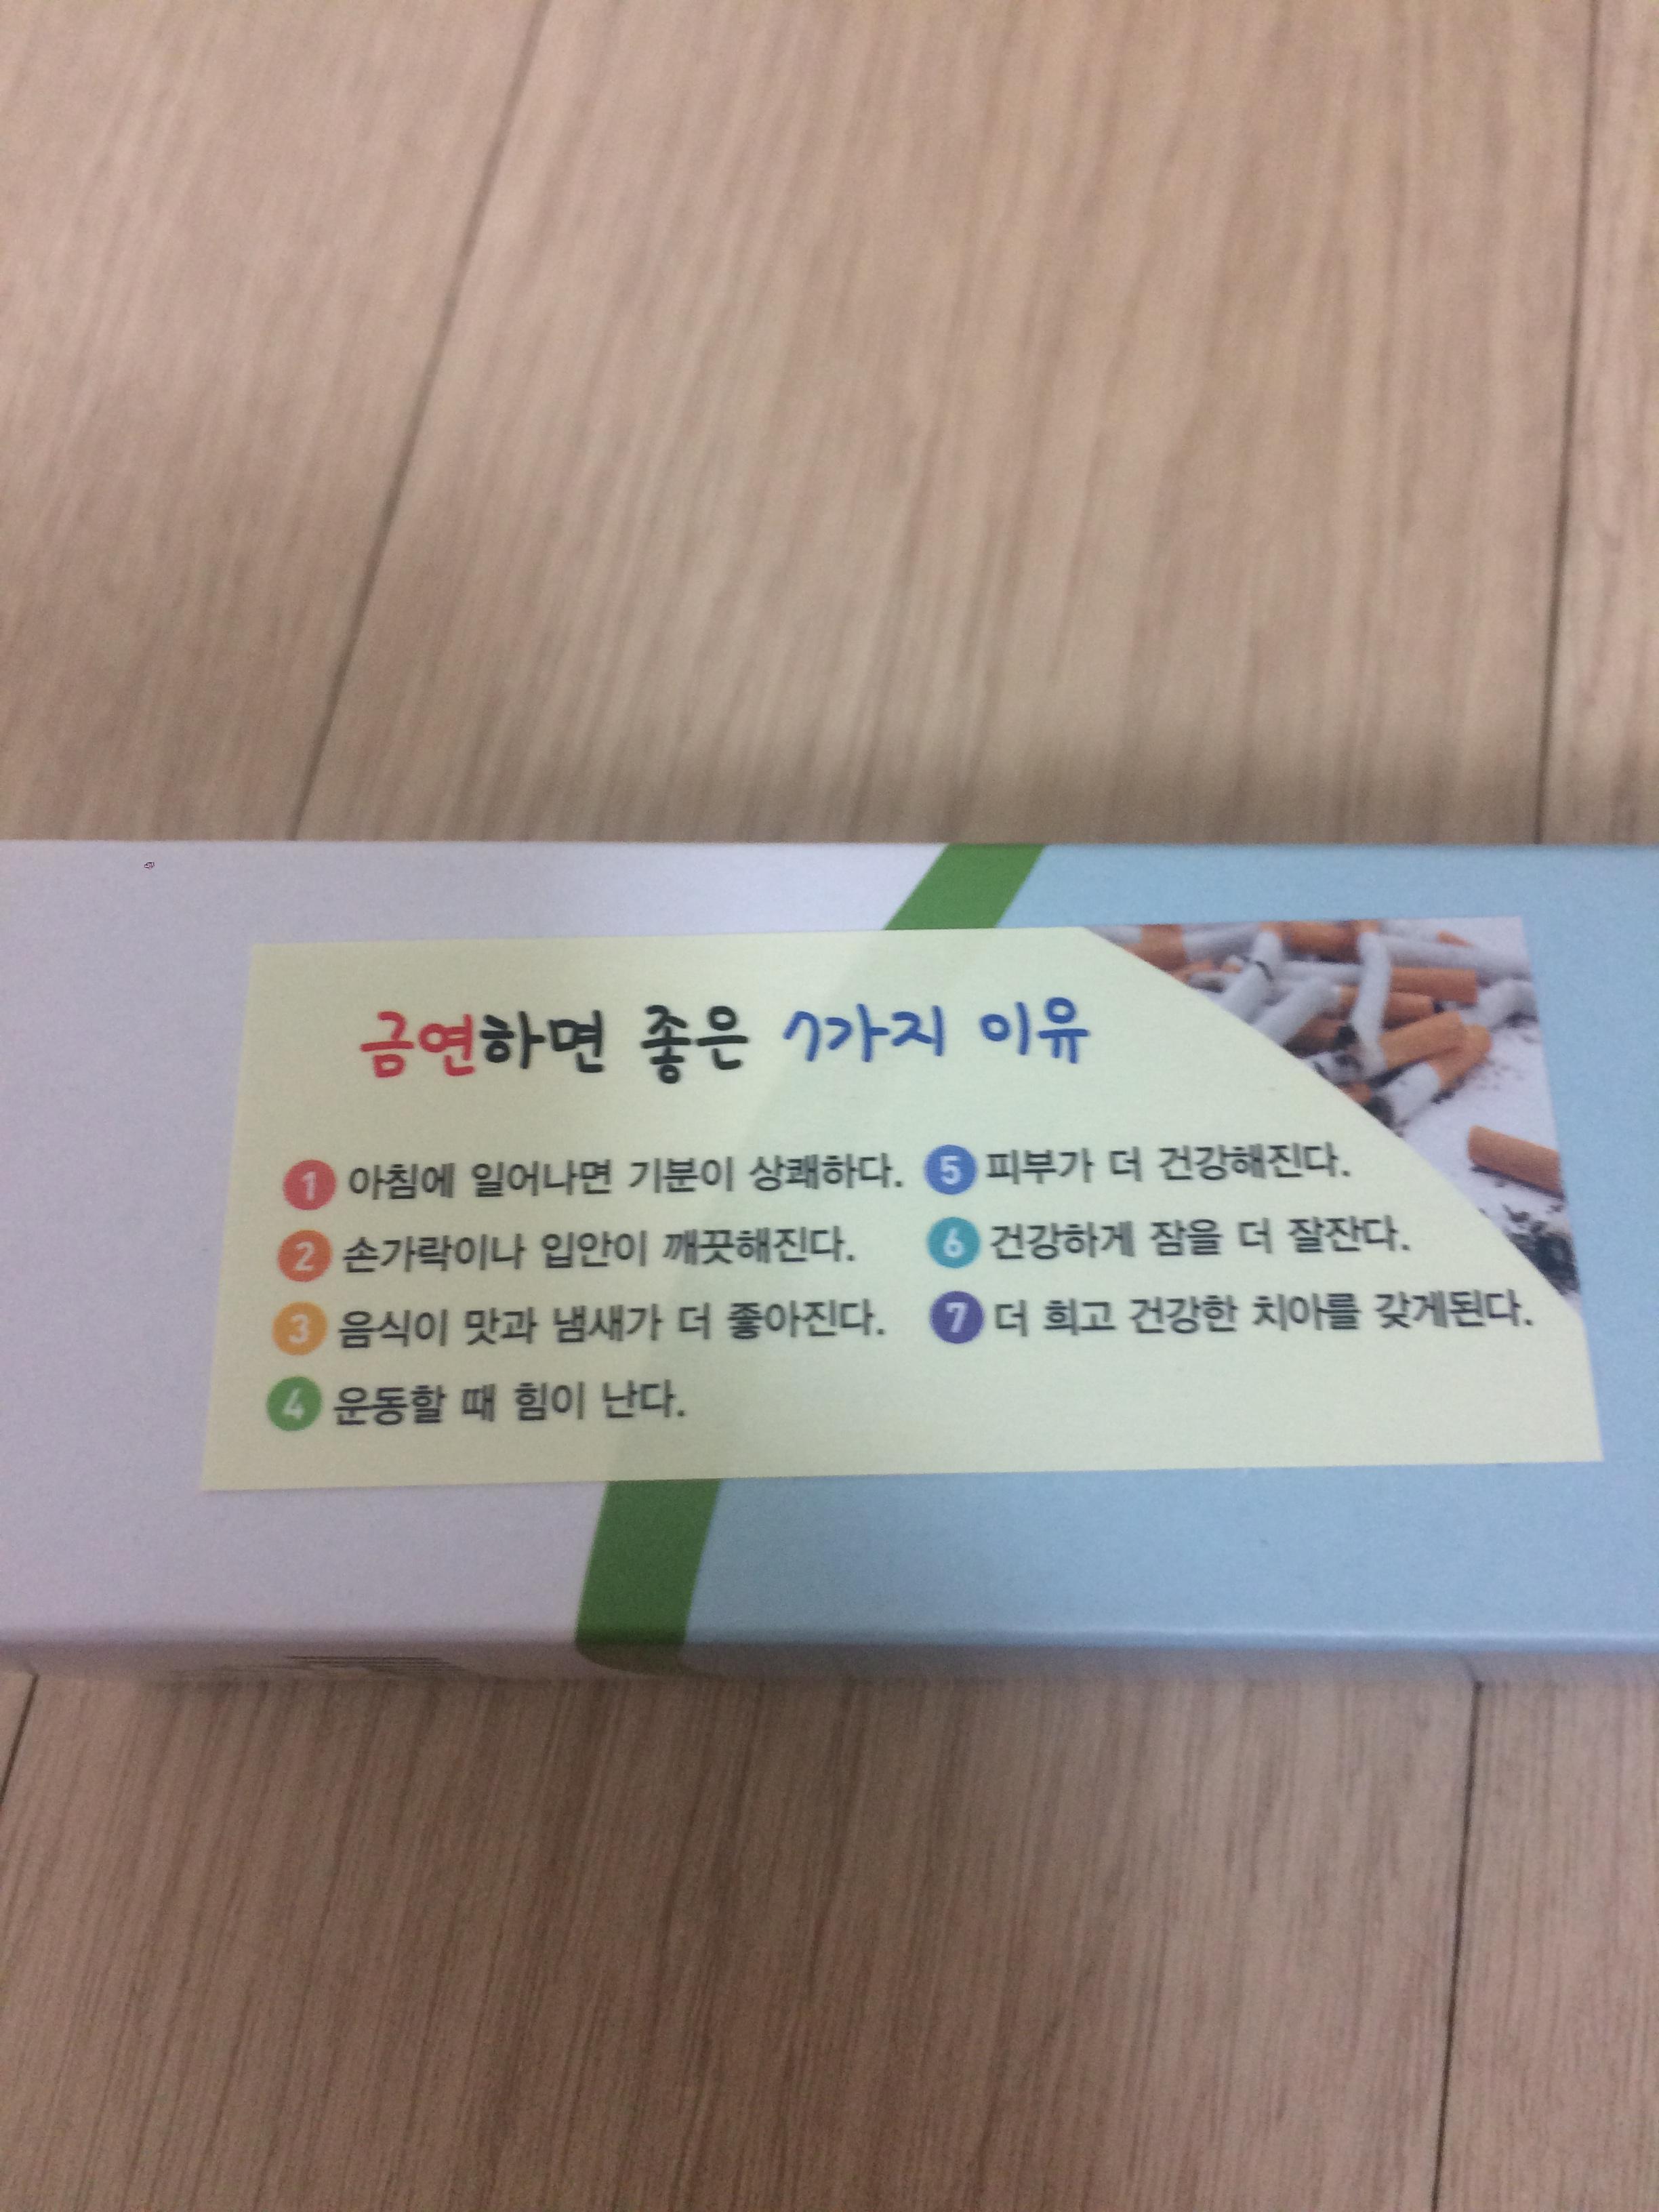 금연하면 좋은 7가지 이유
1 아침에 일어나면 기분이 상쾌하다.
2 손가락이나 입안이 깨끗해진다.
3 음식이 맛과 냄새가 더 좋아진다.
4 운동할 때 힘이 난다.
5 피부가 더 건강해진다.
6 건강하게 잠을 더 잘잔다.
7 더 희고 건강한 치아를 갖게된다.